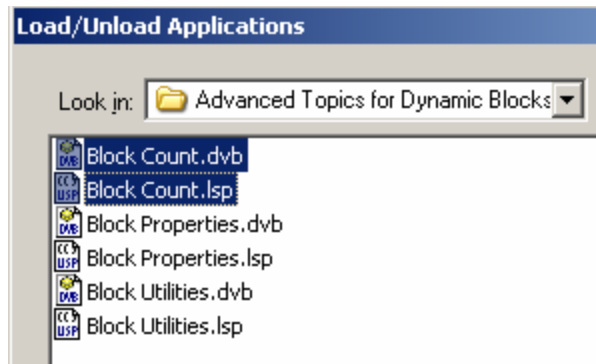 Load/Unload Applications
Look in: Advanced Topics for Dynamic Blocks
Block Count.dvb
Block Count.lsp
Block Properties.dvb
Block Properties.lsp
Block Utilities.dvb
Block Utilities.lsp